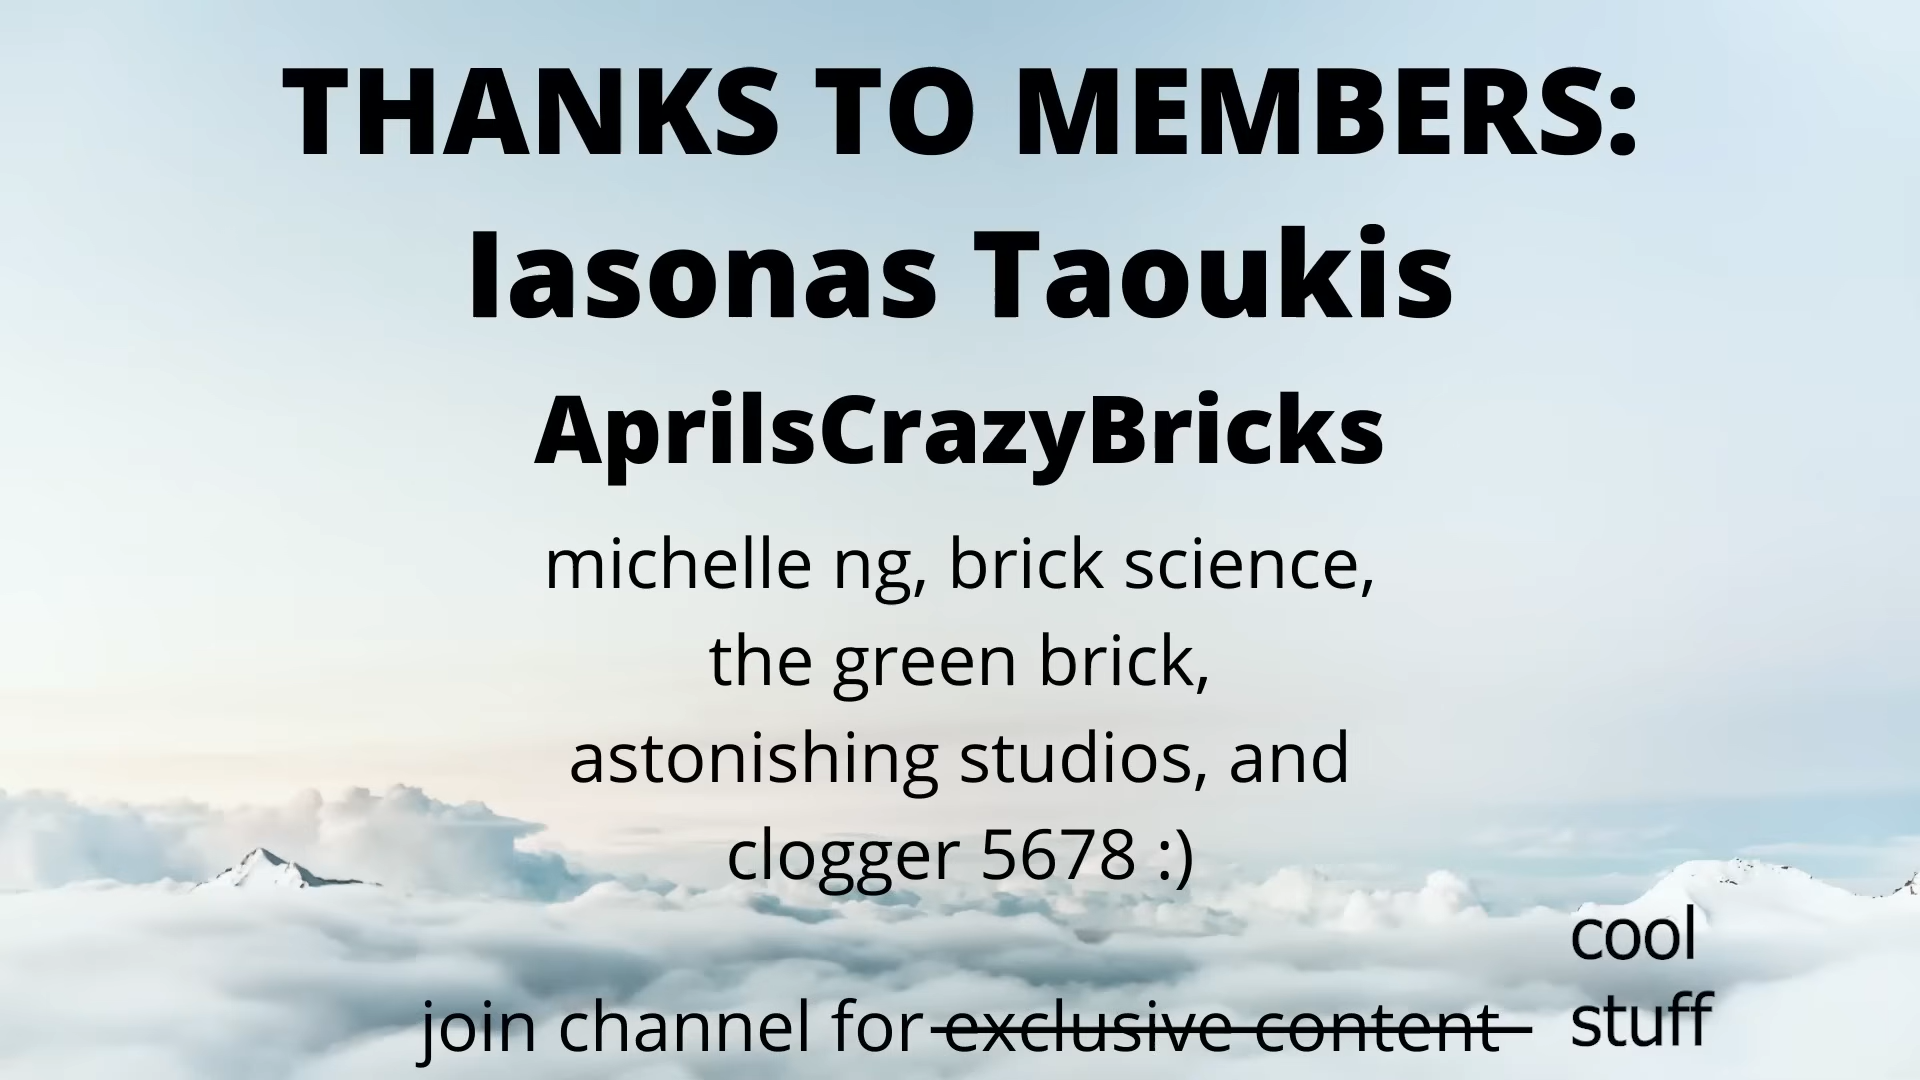 THANKS TO MEMBERS:
Iasonas Taoukis
AprilsCrazyBricks
michelle ng, brick science,
the green brick,
astonishing studios, and
clogger 5678 :)
join channel for exclusive content
cool
stuff